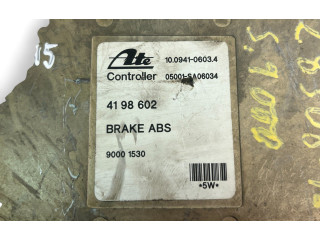 Ate
10.0941-0603.4
Controller
05001-SA06034
41 98 602
BRAKE ABS
9000 1530
*5W*